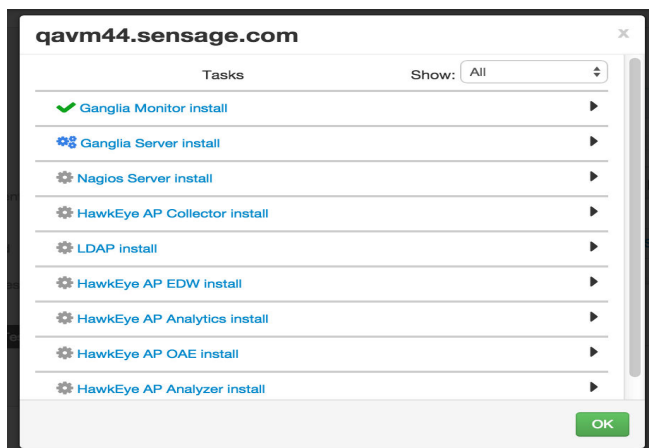 qavm44.sensage.com ×
Tasks Show: All
Ganglia Monitor install
Ganglia Server install
Nagios Server install
HawkEye AP Collector install
LDAP install
HawkEye AP EDW install
HawkEye AP Analytics install
HawkEye AP OAE install
HawkEye AP Analyzer install
OK